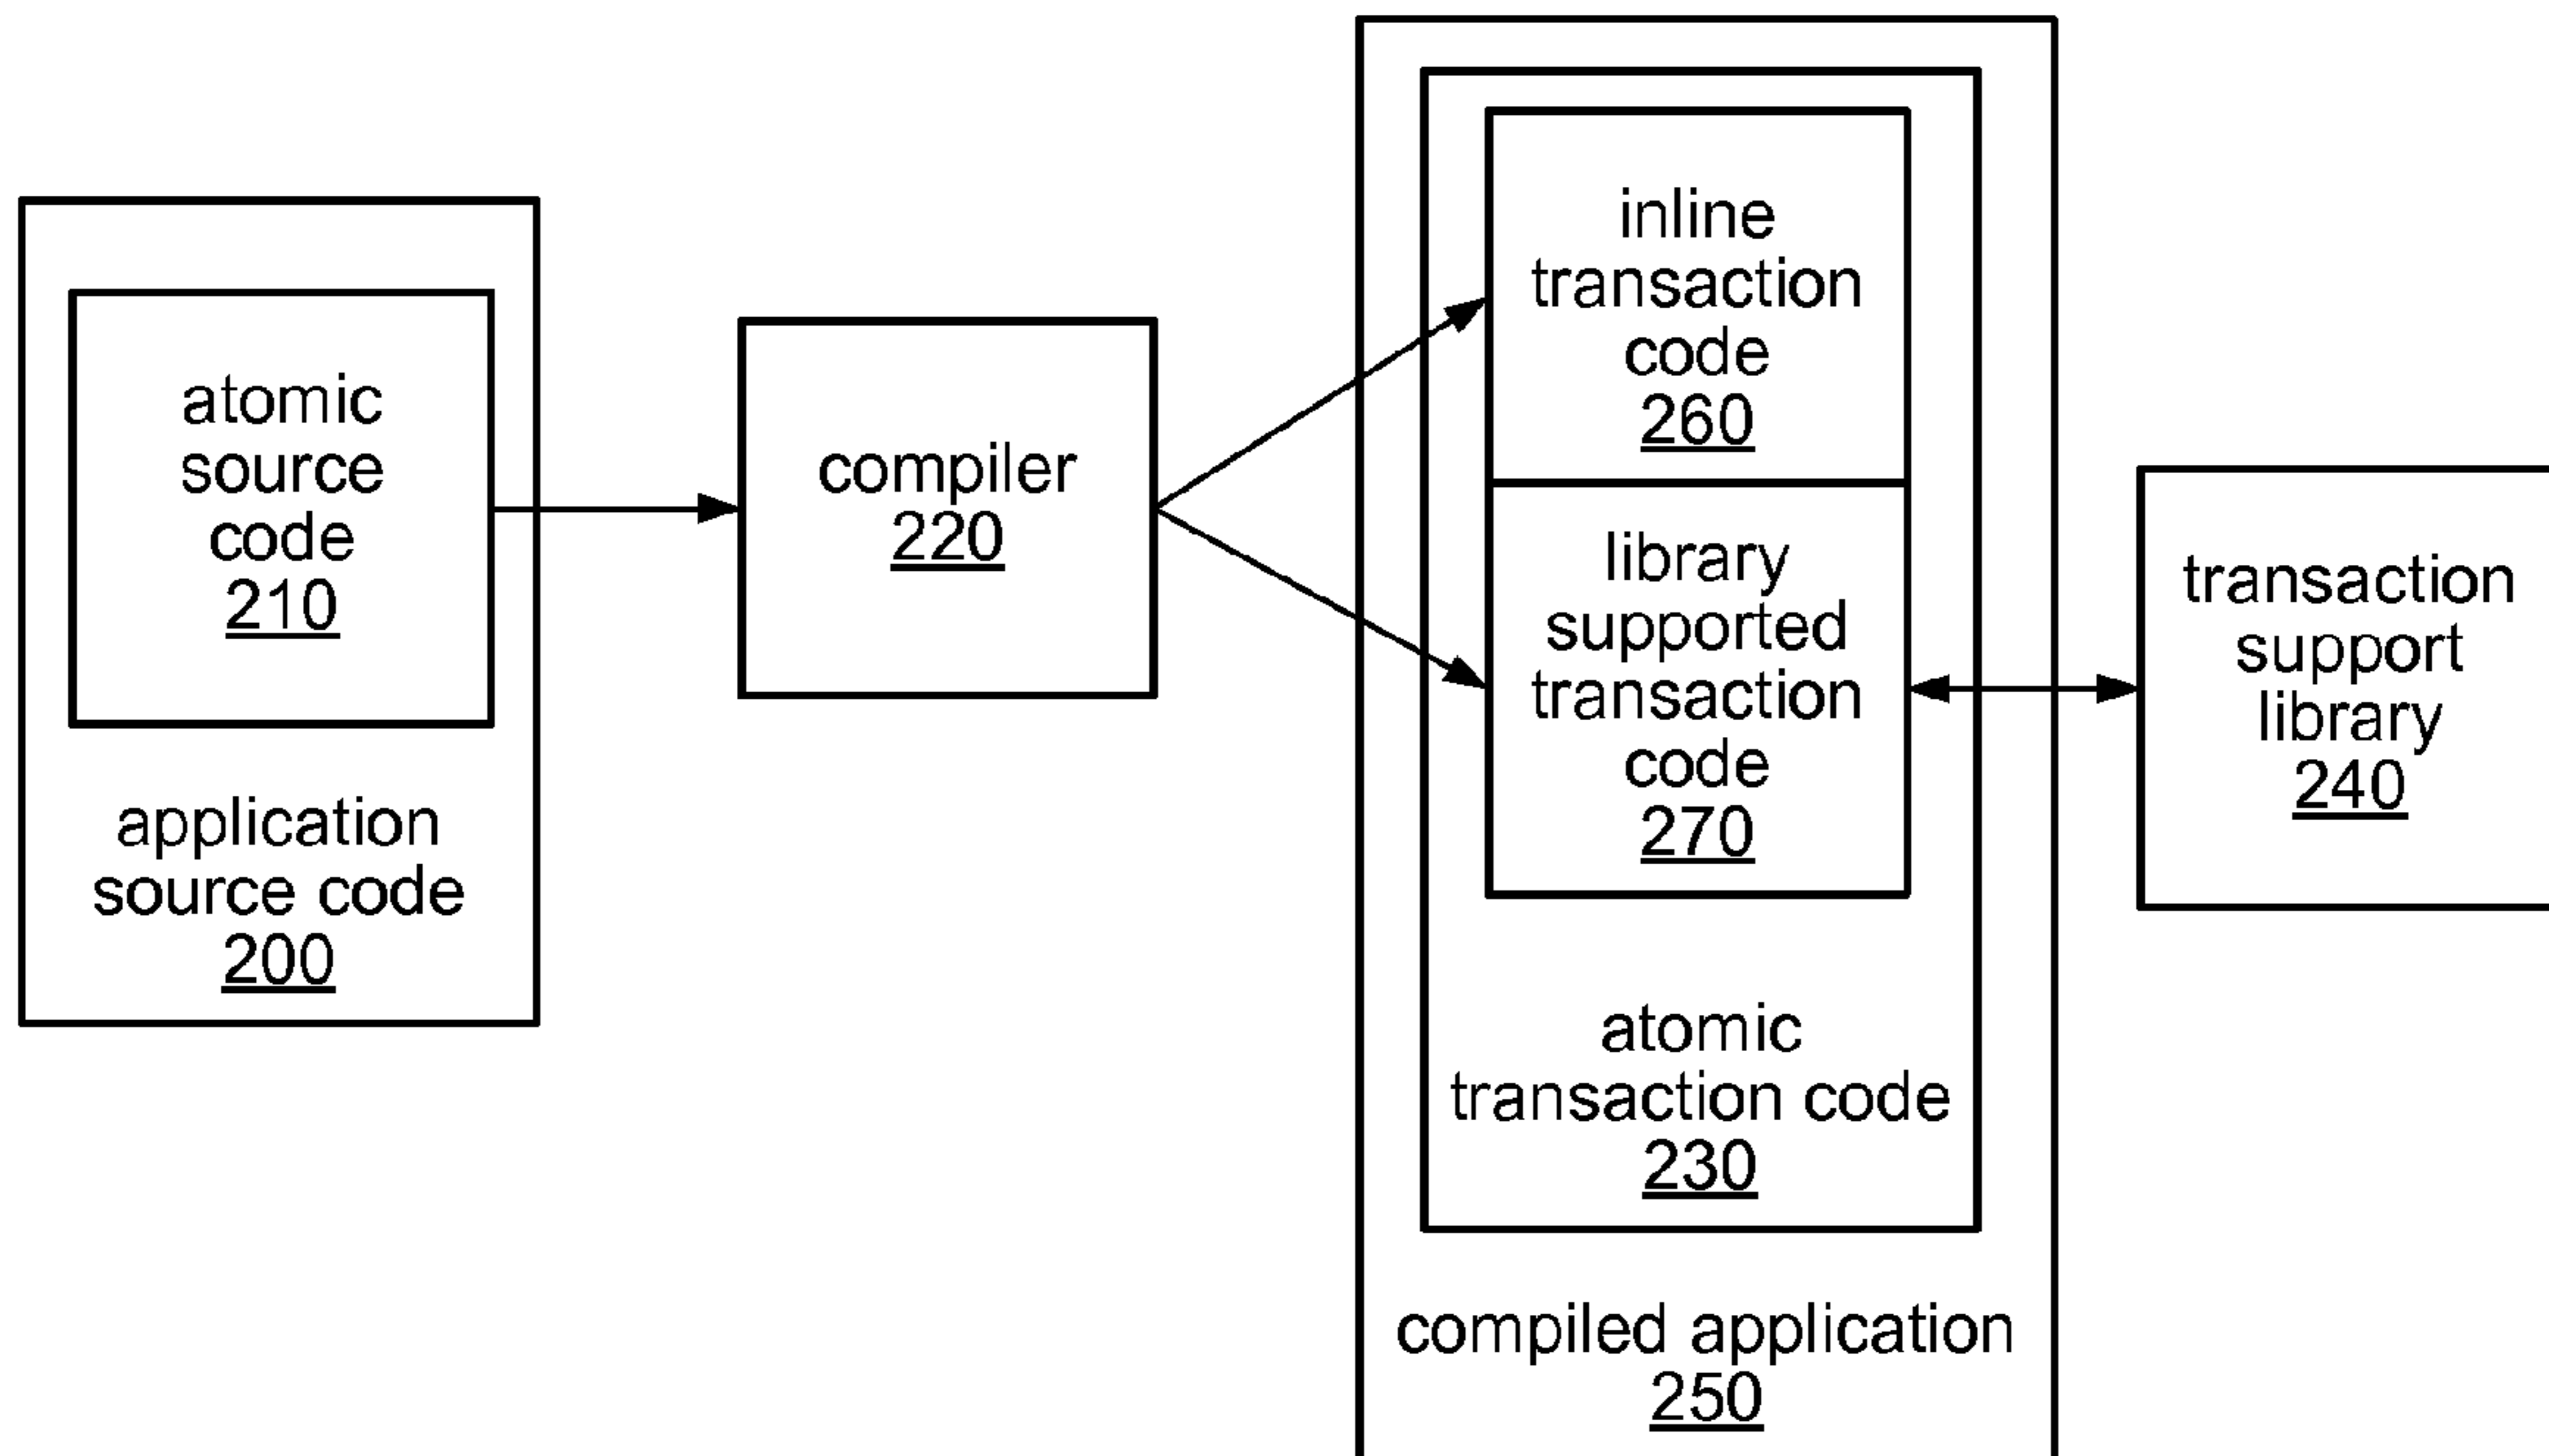 atomic
source
code
210
application
source code
200
compiler
220
inline
transaction
code
260
library
supported
transaction
code
270
atomic
transaction code
230
compiled application
250
transaction
support
library
240